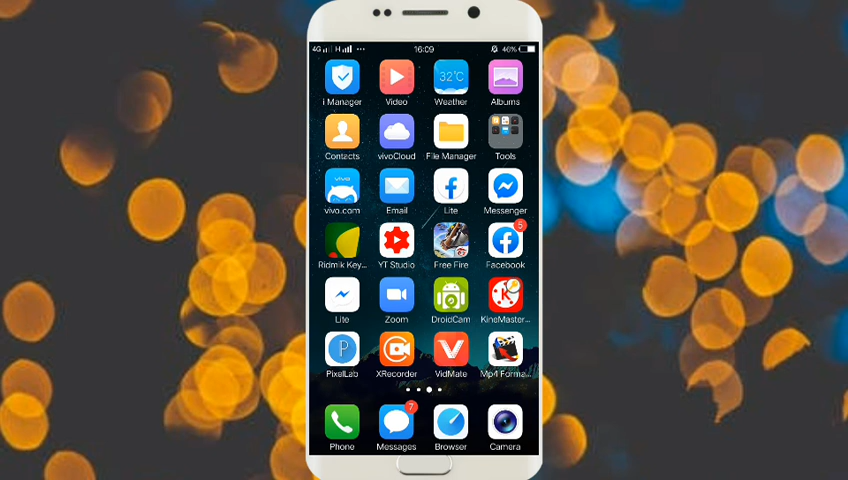 4G H ... 16:09 46%
32°C
i Manager Video Weather Albums
Contacts vivoCloud File Manager Tools
vivo
vivo.com Email Lite Messenger
5
Ridmik Key... YT Studio Free Fire Facebook
Lite Zoom DroidCam KineMaster...
P
PixelLab XRecorder VidMate Mp4 Forma...
7
Phone Messages Browser Camera